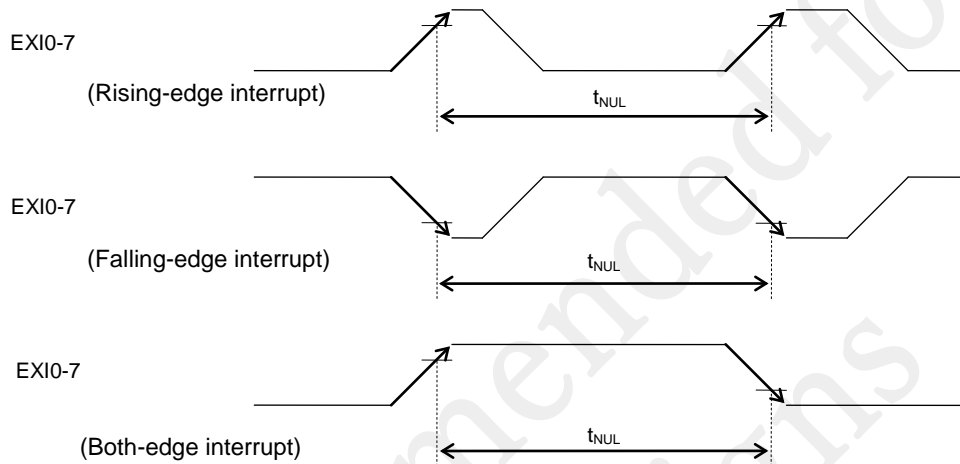 EXI0-7
(Rising-edge interrupt)
tNUL
EXI0-7
(Falling-edge interrupt)
tNUL
EXI0-7
(Both-edge interrupt)
tNUL